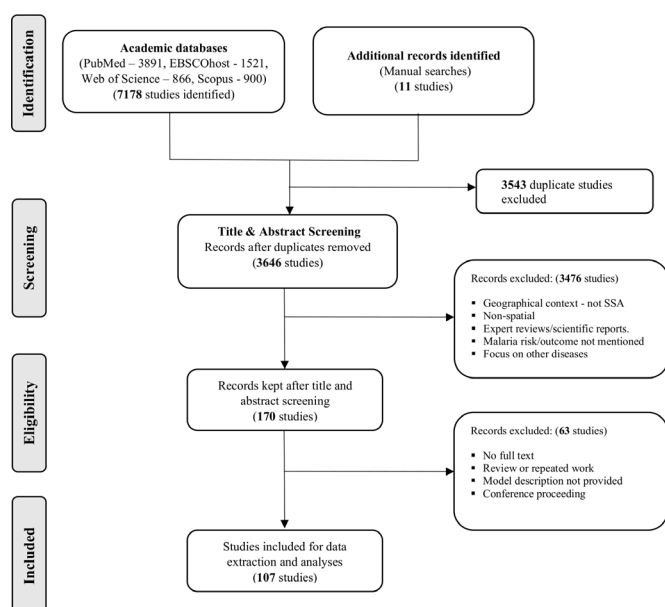 Identification
Academic databases
(PubMed – 3891, EBSCOhost - 1521,
Web of Science – 866, Scopus - 900)
(7178 studies identified)
Additional records identified
(Manual searches)
(11 studies)
3543 duplicate studies
excluded
Screening
Title & Abstract Screening
Records after duplicates removed
(3646 studies)
Records excluded: (3476 studies)
▪ Geographical context - not SSA
▪ Non-spatial
▪ Expert reviews/scientific reports.
▪ Malaria risk/outcome not mentioned
▪ Focus on other diseases
Eligibility
Records kept after title and
abstract screening
(170 studies)
Records excluded: (63 studies)
▪ No full text
▪ Review or repeated work
▪ Model description not provided
▪ Conference proceeding
Included
Studies included for data
extraction and analyses
(107 studies)